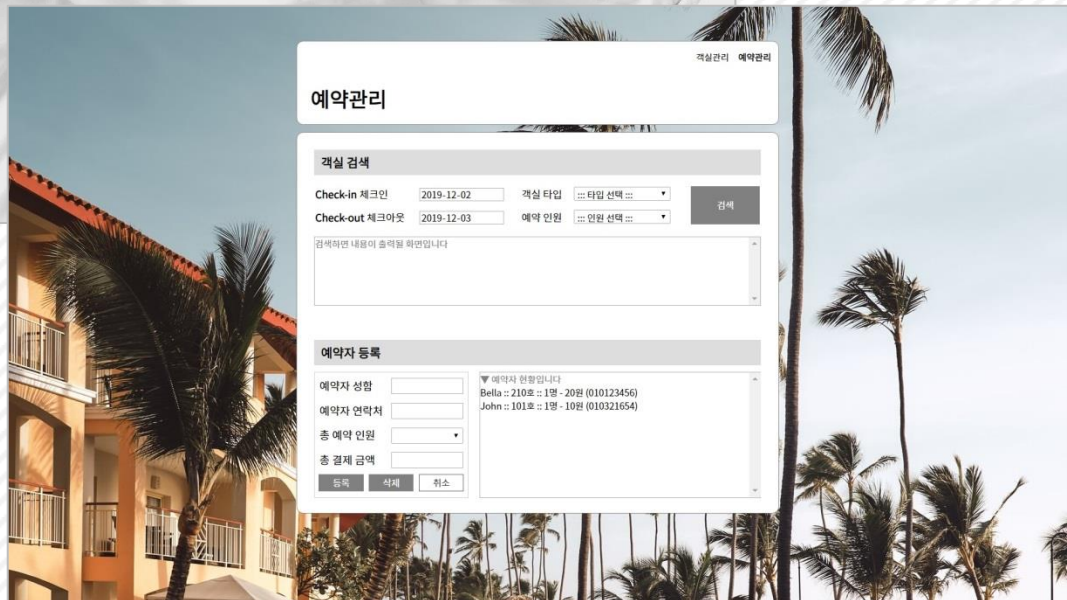 객실관리 예약관리
예약관리
객실 검색
Check-in 체크인 2019-12-02 객실 타입 ::: 타입 선택 ::: 검색
Check-out 체크아웃 2019-12-03 예약 인원 ::: 인원 선택 :::
검색하면 내용이 출력될 화면입니다
예약자 등록
예약자 성함
예약자 연락처
총 예약 인원
총 결제 금액
등록 삭제 취소
▼ 예약자 현황입니다
Bella :: 210호 :: 1명 - 20원 (010123456)
John :: 101호 :: 1명 - 10원 (010321654)